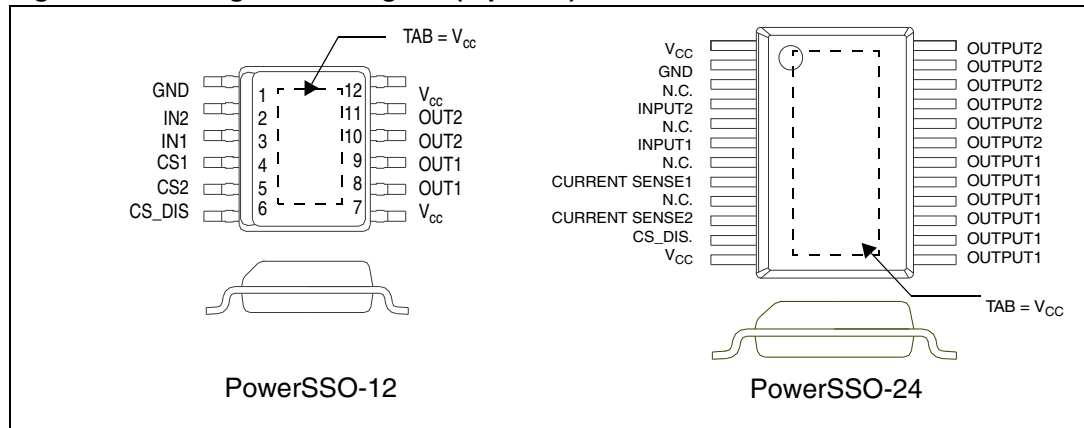 TAB = Vcc
GND 1 12 Vcc
IN2 2 11 OUT2
IN1 3 10 OUT2
CS1 4 9 OUT1
CS2 5 8 OUT1
CS_DIS 6 7 Vcc
PowerSSO-12
VCC OUTPUT2
GND OUTPUT2
N.C. OUTPUT2
INPUT2 OUTPUT2
N.C. OUTPUT2
INPUT1 OUTPUT2
N.C. OUTPUT1
CURRENT SENSE1 OUTPUT1
N.C. OUTPUT1
CURRENT SENSE2 OUTPUT1
CS_DIS. OUTPUT1
VCC OUTPUT1
TAB = VCC
PowerSSO-24